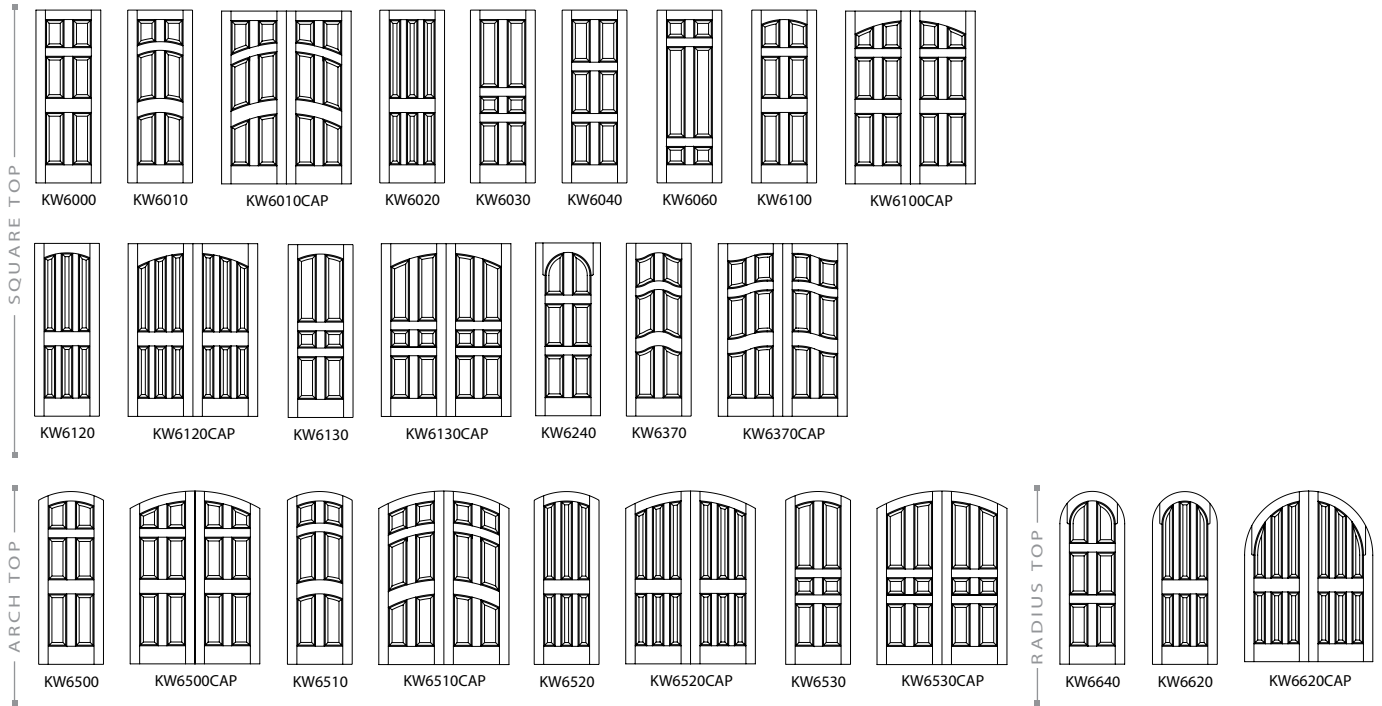 SQUARE TOP
KW6000 KW6010 KW6010CAP KW6020 KW6030 KW6040 KW6060 KW6100 KW6100CAP
KW6120 KW6120CAP KW6130 KW6130CAP KW6240 KW6370 KW6370CAP
ARCH TOP
KW6500 KW6500CAP KW6510 KW6510CAP KW6520 KW6520CAP KW6530 KW6530CAP
RADIUS TOP
KW6640 KW6620 KW6620CAP